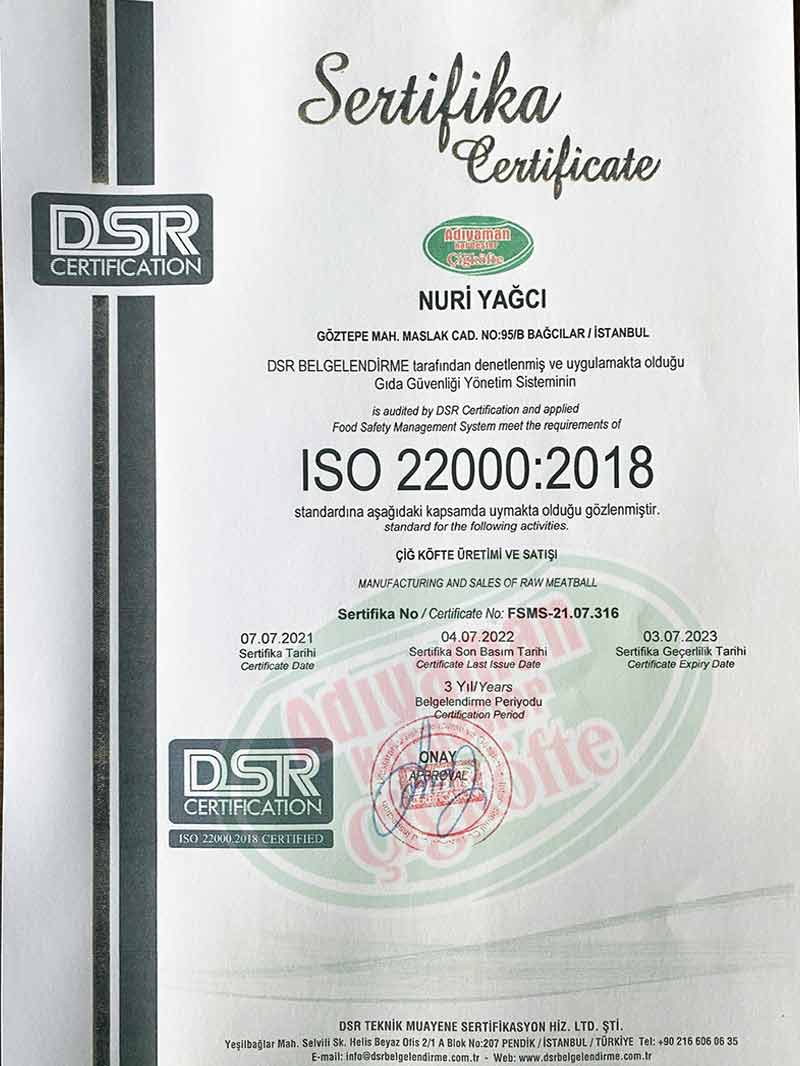 Sertifika
Certificate
DSR
CERTIFICATION
Adıyaman
Kardeşler
Çiğköfte
NURİ YAĞCI
GÖZTEPE MAH. MASLAK CAD. NO:95/B BAĞCILAR / İSTANBUL
DSR BELGELENDİRME tarafından denetlenmiş ve uygulamakta olduğu
Gıda Güvenliği Yönetim Sisteminin
is audited by DSR Certification and applied
Food Safety Management System meet the requirements of
ISO 22000:2018
standardına aşağıdaki kapsamda uymakta olduğu gözlenmiştir.
standard for the following activities.
ÇİĞ KÖFTE ÜRETİMİ VE SATIŞI
MANUFACTURING AND SALES OF RAW MEATBALL
Sertifika No / Certificate No: FSMS-21.07.316
07.07.2021 04.07.2022 03.07.2023
Sertifika Tarihi Sertifika Son Basım Tarihi Sertifika Geçerlilik Tarihi
Certificate Date Certificate Last Issue Date Certificate Expiry Date
3 Yıl/Years
Belgelendirme Periyodu
Certification Period
Adıyaman
Çiğköfte
ONAY
APPROVAL
DSR
CERTIFICATION
ISO 22000:2018 CERTIFIED
DSR TEKNİK MUAYENE SERTİFİKASYON HİZ. LTD. ŞTİ.
Yeşilbağlar Mah. Selvili Sk. Helis Beyaz Ofis 2/1 A Blok No:207 PENDİK / İSTANBUL / TÜRKİYE Tel: +90 216 606 06 35
E-mail: info@dsrbelgelendirme.com.tr - Web: www.dsrbelgelendirme.com.tr